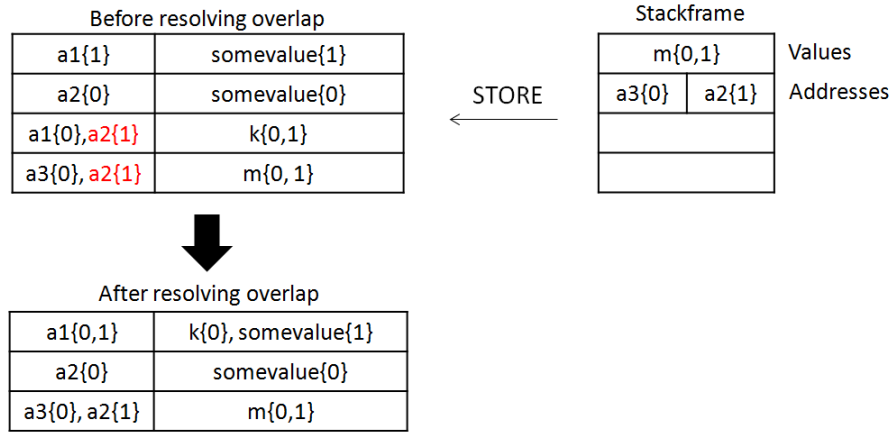 Before resolving overlap
a1{1} somevalue{1}
a2{0} somevalue{0}
a1{0},a2{1} k{0,1}
a3{0}, a2{1} m{0, 1}
STORE
Stackframe
m{0,1} Values
a3{0} a2{1} Addresses
After resolving overlap
a1{0,1} k{0}, somevalue{1}
a2{0} somevalue{0}
a3{0}, a2{1} m{0,1}